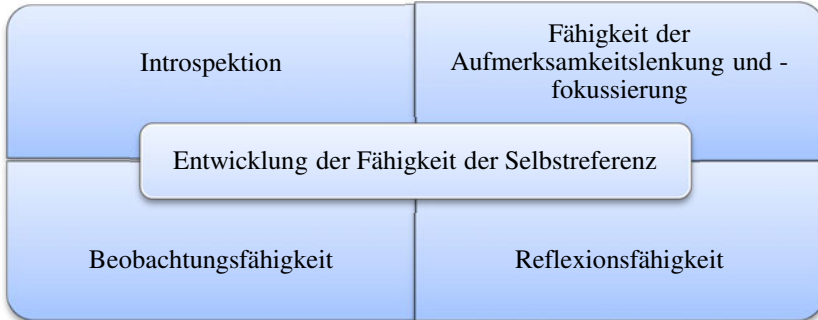 Introspektion
Fähigkeit der
Aufmerksamkeitslenkung und -
fokussierung
Entwicklung der Fähigkeit der Selbstreferenz
Beobachtungsfähigkeit
Reflexionsfähigkeit